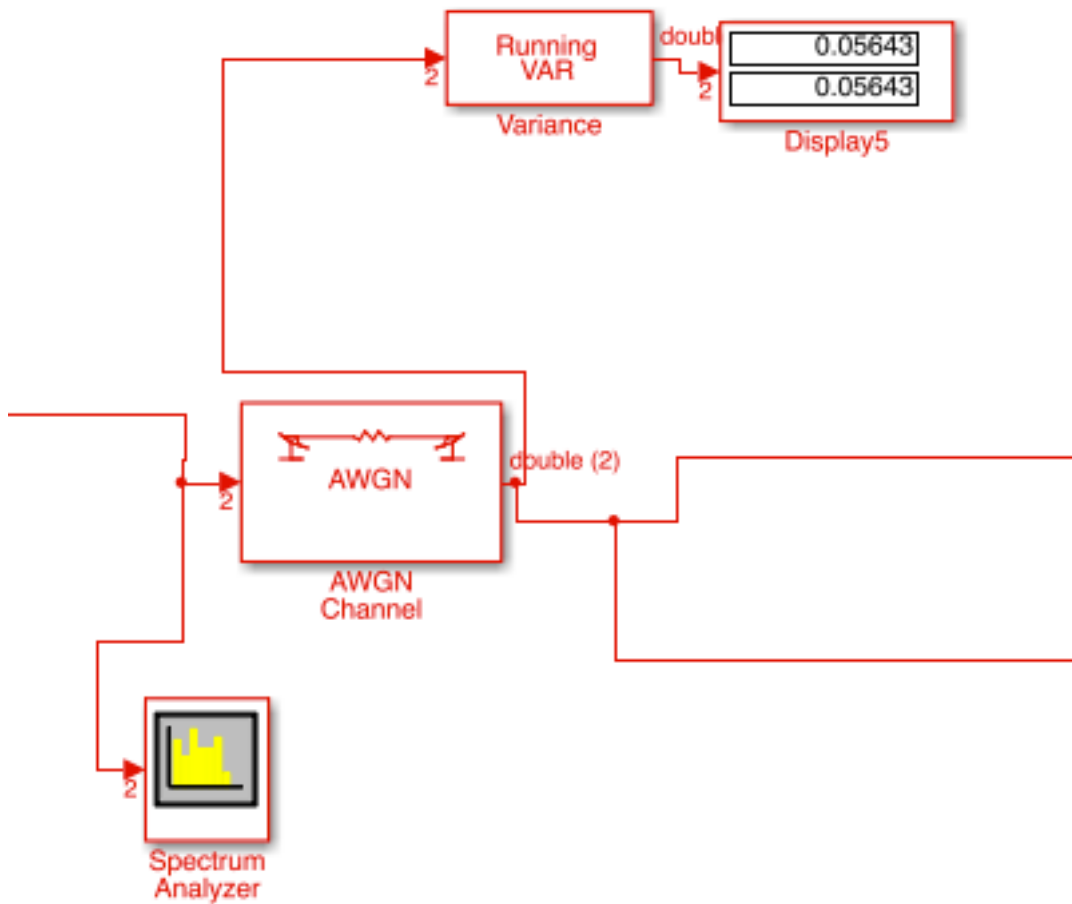 Running
VAR
2
Variance
doubl
2
0.05643
0.05643
Display5
2
AWGN
double (2)
AWGN
Channel
2
Spectrum
Analyzer